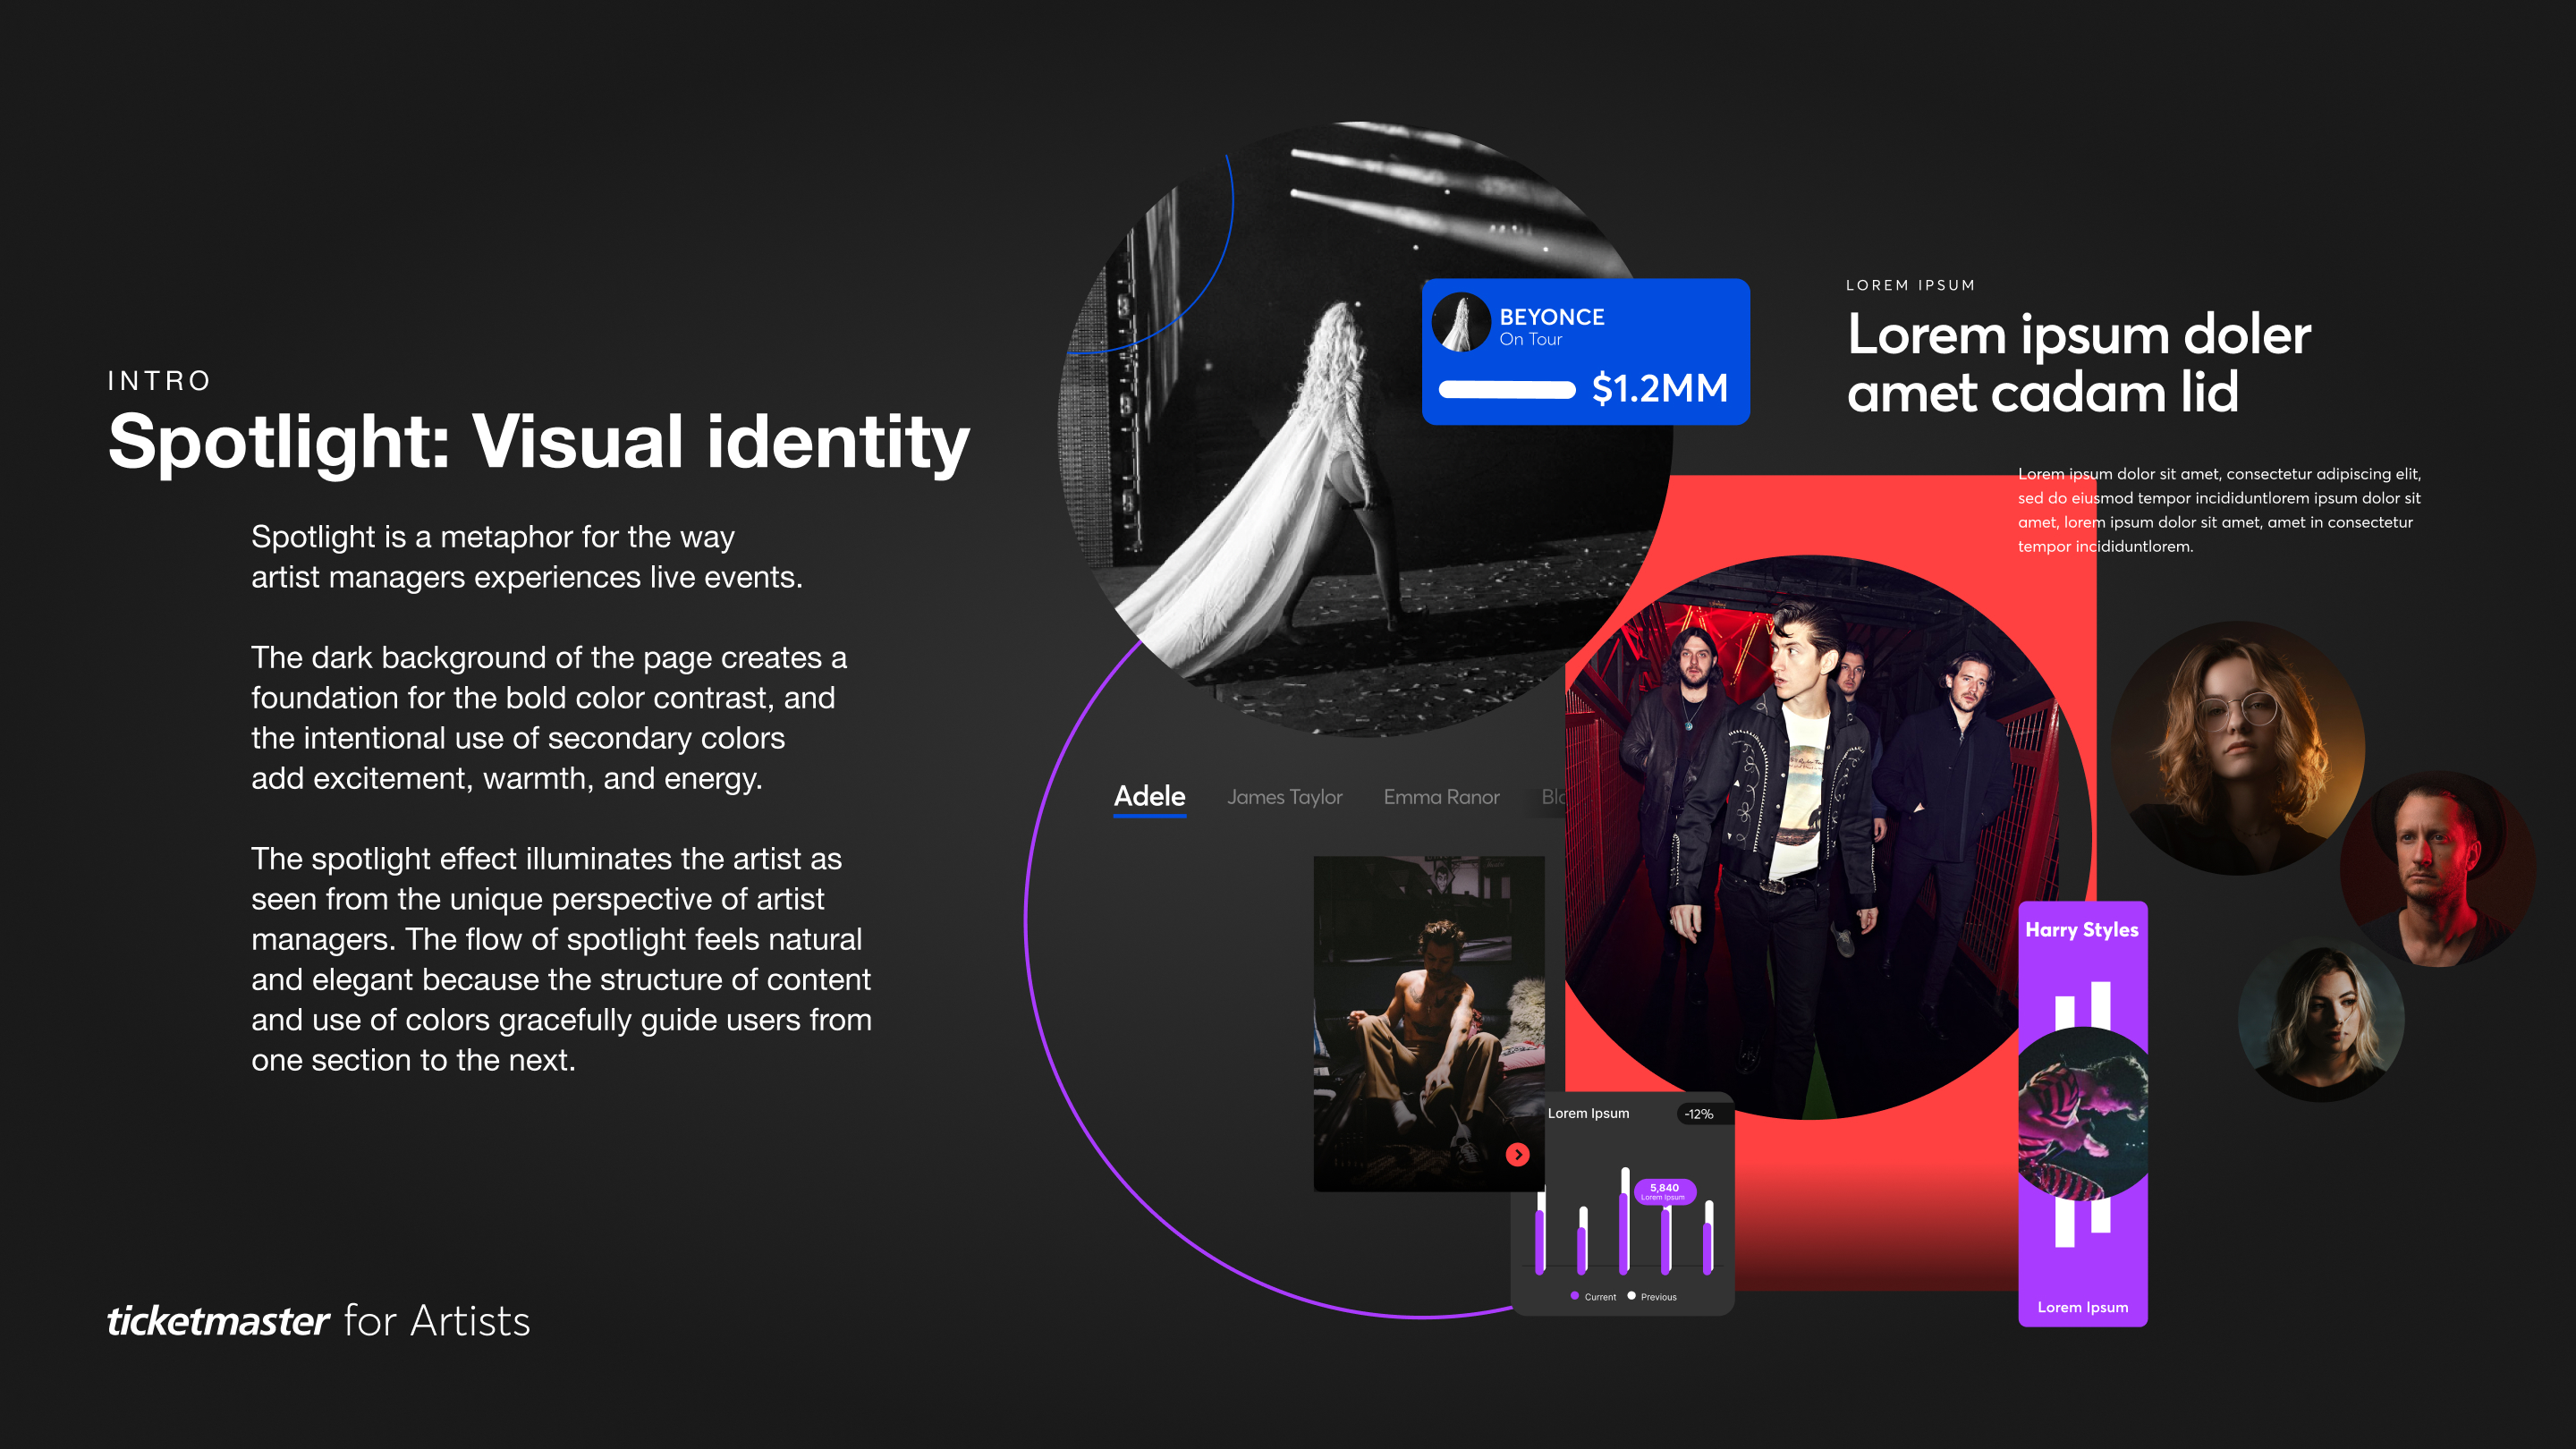 INTRO
Spotlight: Visual identity
Spotlight is a metaphor for the way
artist managers experiences live events.
The dark background of the page creates a
foundation for the bold color contrast, and
the intentional use of secondary colors
add excitement, warmth, and energy.
The spotlight effect illuminates the artist as
seen from the unique perspective of artist
managers. The flow of spotlight feels natural
and elegant because the structure of content
and use of colors gracefully guide users from
one section to the next.
ticketmaster for Artists
BEYONCE
On Tour
$1.2MM
LOREM IPSUM
Lorem ipsum doler
amet cadam lid
Lorem ipsum dolor sit amet, consectetur adipiscing elit,
sed do eiusmod tempor incididuntlorem ipsum dolor sit
amet, lorem ipsum dolor sit amet, amet in consectetur
tempor incididuntlorem.
Adele James Taylor Emma Ranor
Lorem Ipsum -12%
5,840
Lorem Ipsum
Current Previous
Harry Styles
Lorem Ipsum